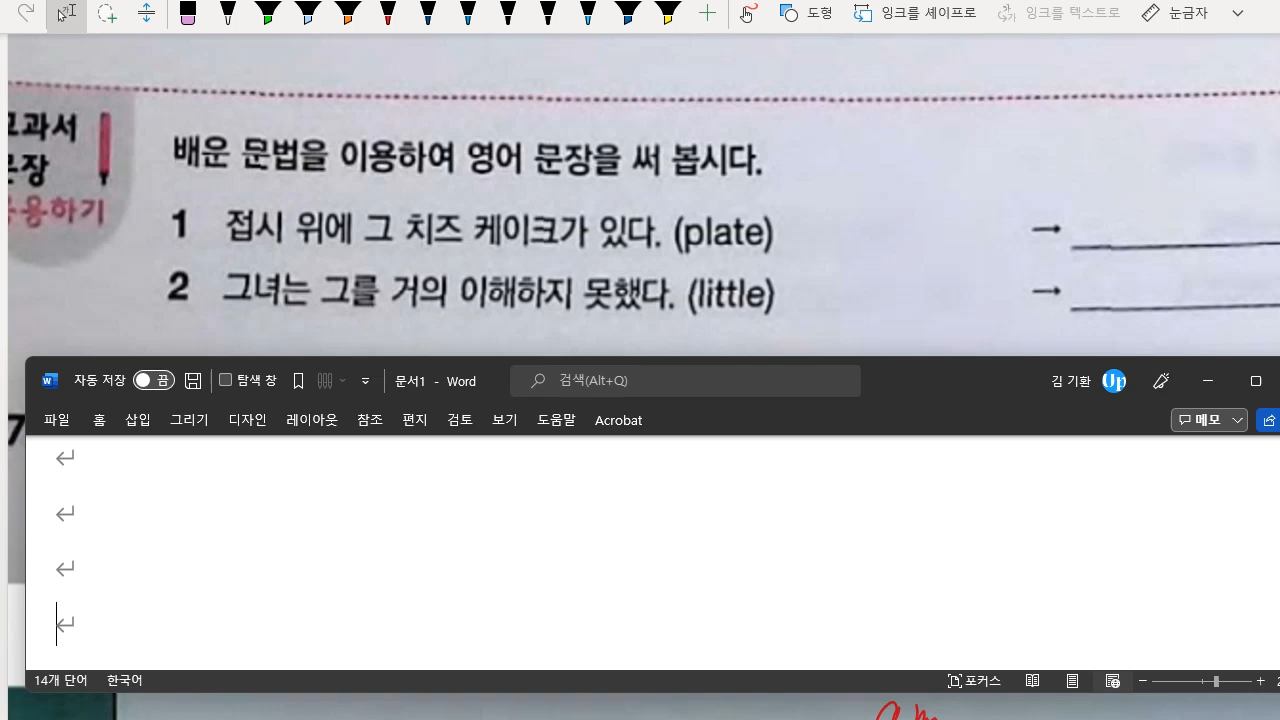 도형
잉크를 셰이프로
잉크를 텍스트로
눈금자
교과서
문장
응용하기
배운 문법을 이용하여 영어 문장을 써 봅시다.
1 접시 위에 그 치즈 케이크가 있다. (plate) →
2 그녀는 그를 거의 이해하지 못했다. (little) →
7
자동 저장 끔 탐색 창 문서1 - Word 검색(Alt+Q) 김 기환 Up
파일 홈 삽입 그리기 디자인 레이아웃 참조 편지 검토 보기 도움말 Acrobat 메모
14개 단어 한국어 포커스